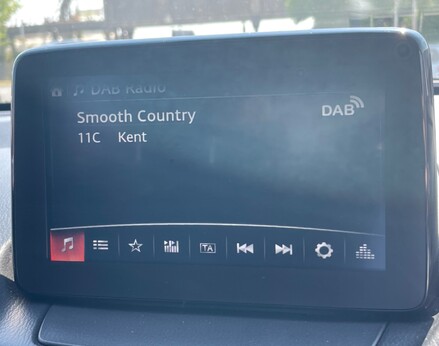 DAB Radio
Smooth Country
DAB
11C Kent
TA